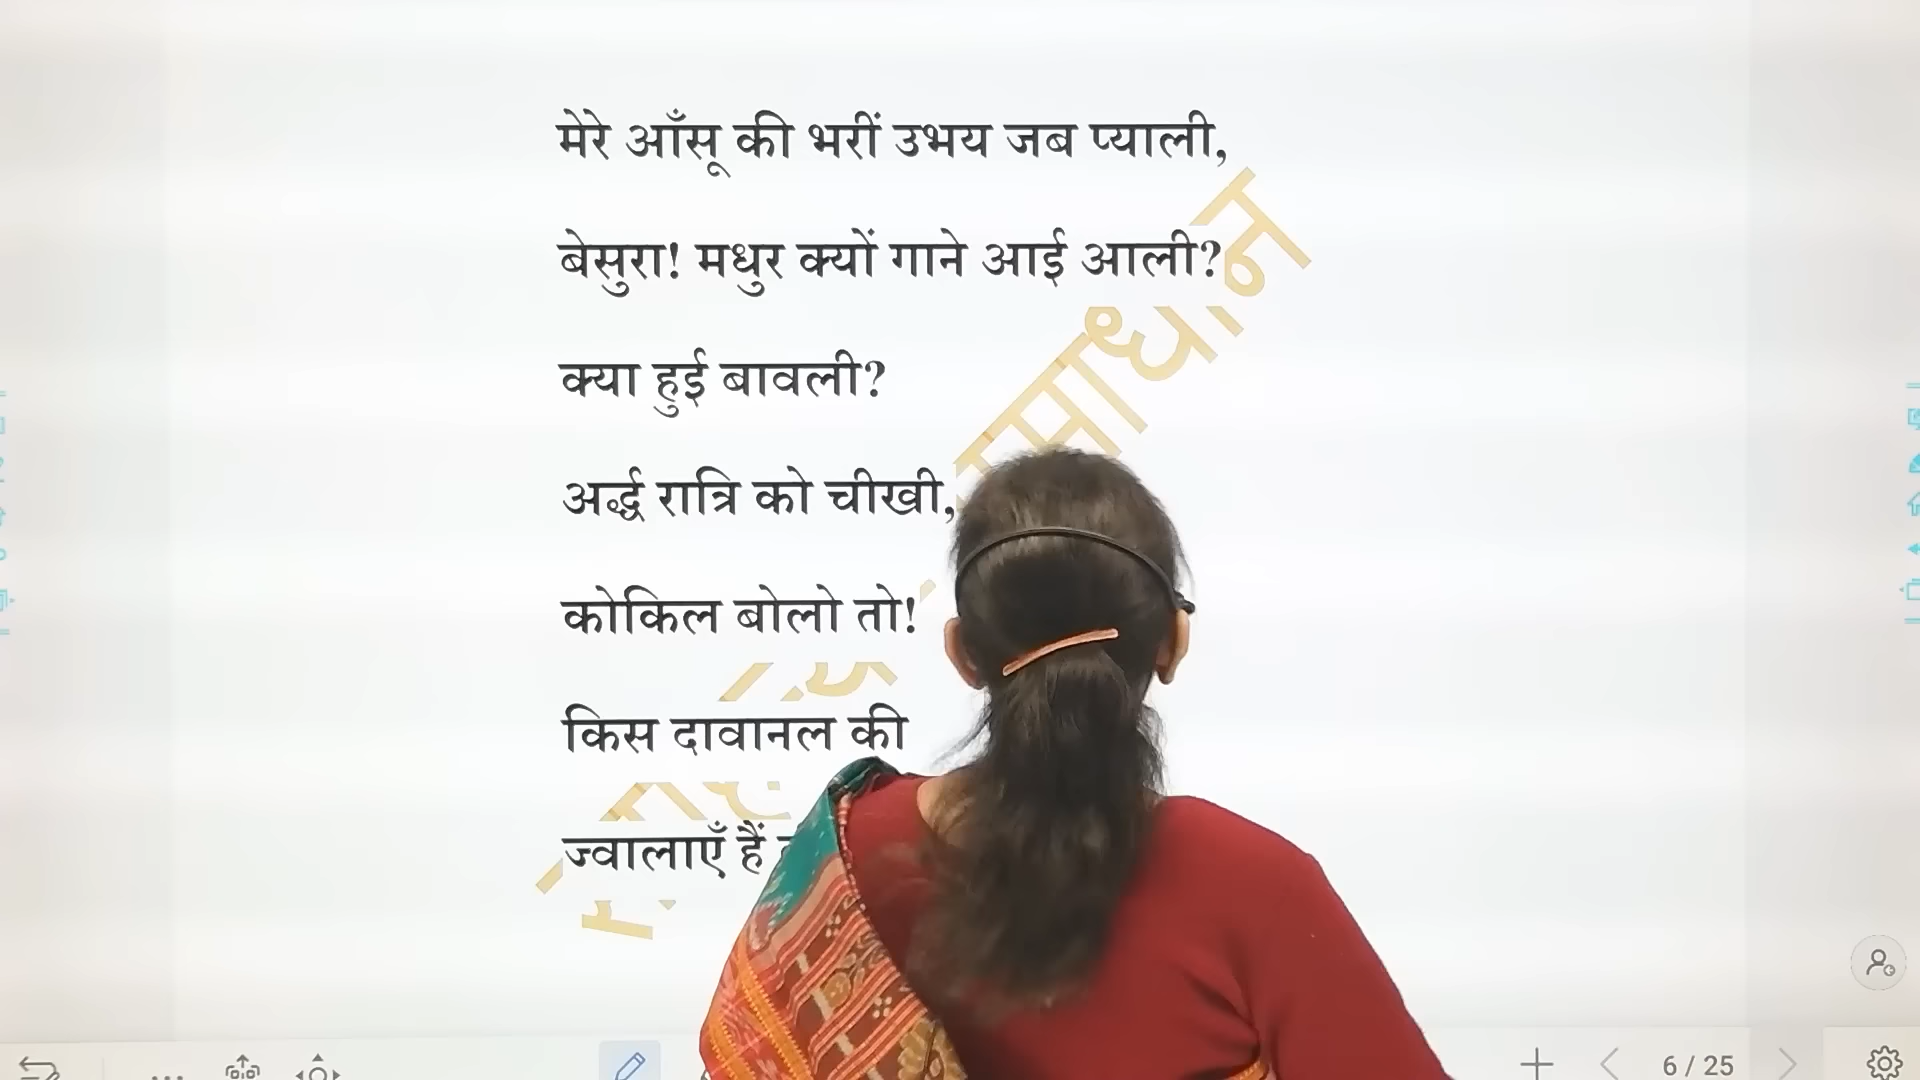 मेरे आँसू की भरीं उभय जब प्याली,
बेसुरा! मधुर क्यों गाने आई आली?
क्या हुई बावली?
अर्द्ध रात्रि को चीखी,
कोकिल बोलो तो!
किस दावानल की
ज्वालाएँ हैं
6 / 25